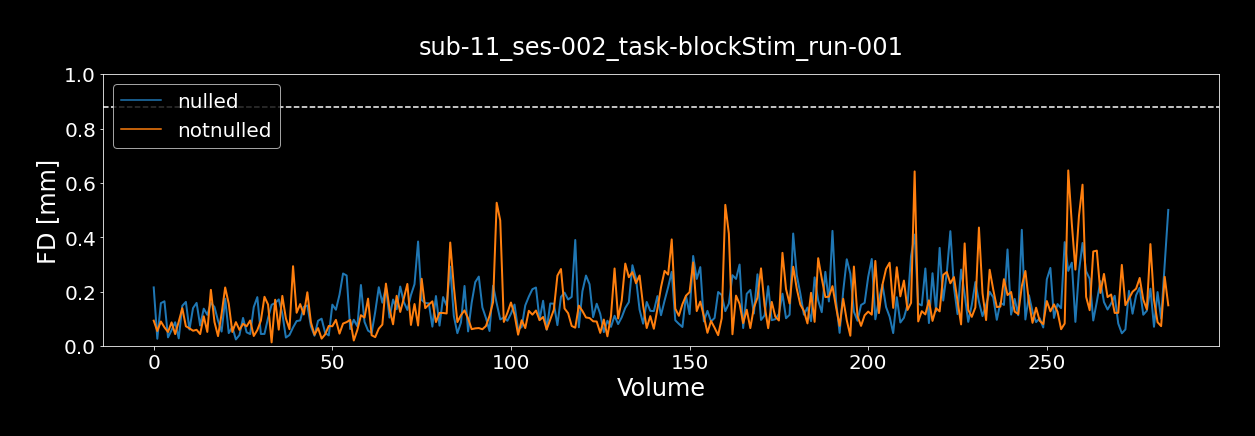 sub-11_ses-002_task-blockStim_run-001
1.0
0.8
0.6
0.4
0.2
0.0
FD [mm]
nulled
notnulled
0 50 100 150 200 250
Volume